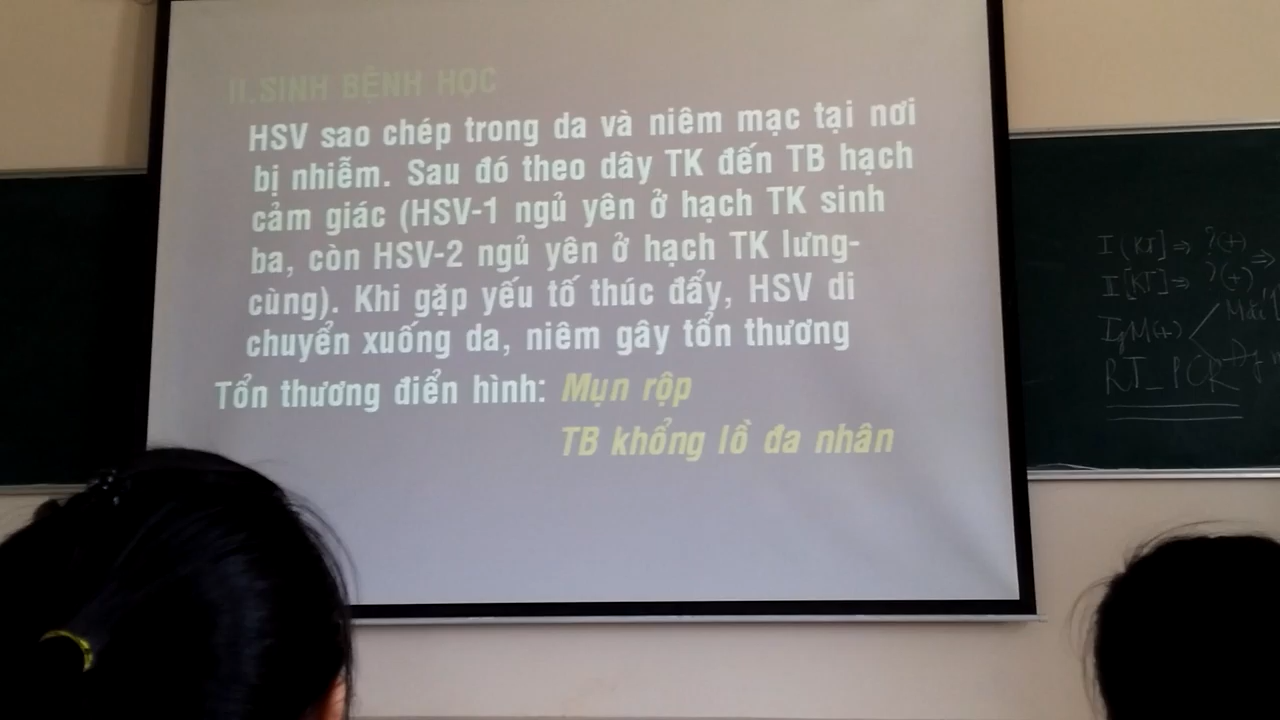 II. SINH BỆNH HỌC
HSV sao chép trong da và niêm mạc tại nơi
bị nhiễm. Sau đó theo dây TK đến TB hạch
cảm giác (HSV-1 ngủ yên ở hạch TK sinh
ba, còn HSV-2 ngủ yên ở hạch TK lưng-
cùng). Khi gặp yếu tố thúc đẩy, HSV di
chuyển xuống da, niêm gây tổn thương
Tổn thương điển hình: Mụn rộp
TB khổng lồ đa nhân
I (KT] ⇒ ?(+) ⇒
I [KT] ⇒ ?(+)
IgM(+)
RT_PCR